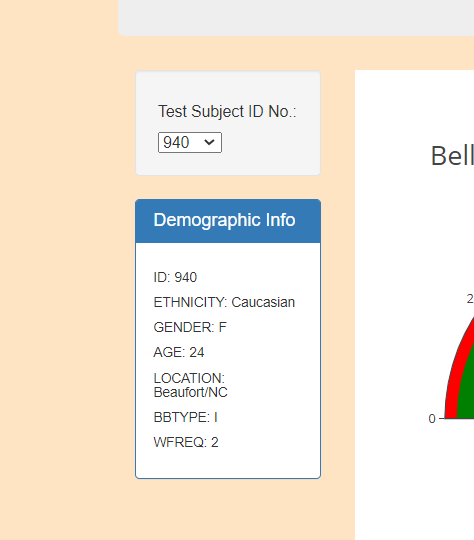 Test Subject ID No.:
940
Demographic Info
ID: 940
ETHNICITY: Caucasian
GENDER: F
AGE: 24
LOCATION:
Beaufort/NC
BBTYPE: I
WFREQ: 2
Bell
2
0